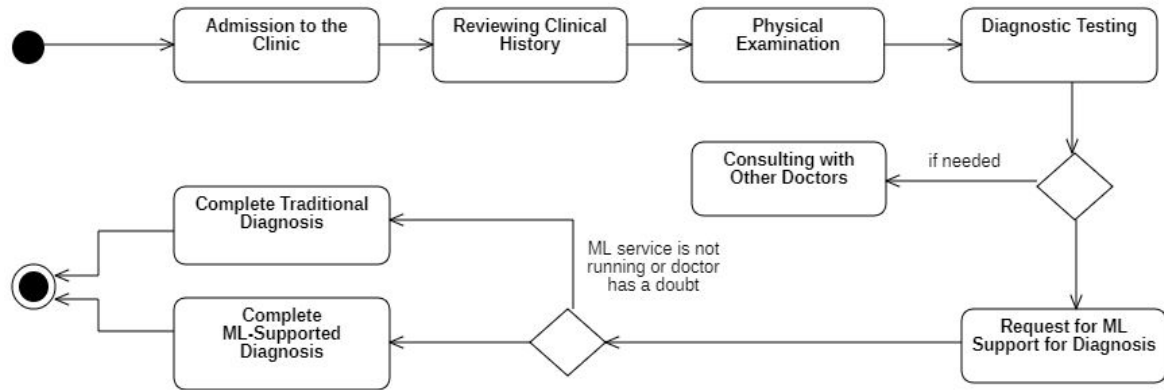 Admission to the
Clinic
Reviewing Clinical
History
Physical
Examination
Diagnostic Testing
Consulting with
Other Doctors
if needed
Complete Traditional
Diagnosis
ML service is not
running or doctor
has a doubt
Complete
ML-Supported
Diagnosis
Request for ML
Support for Diagnosis